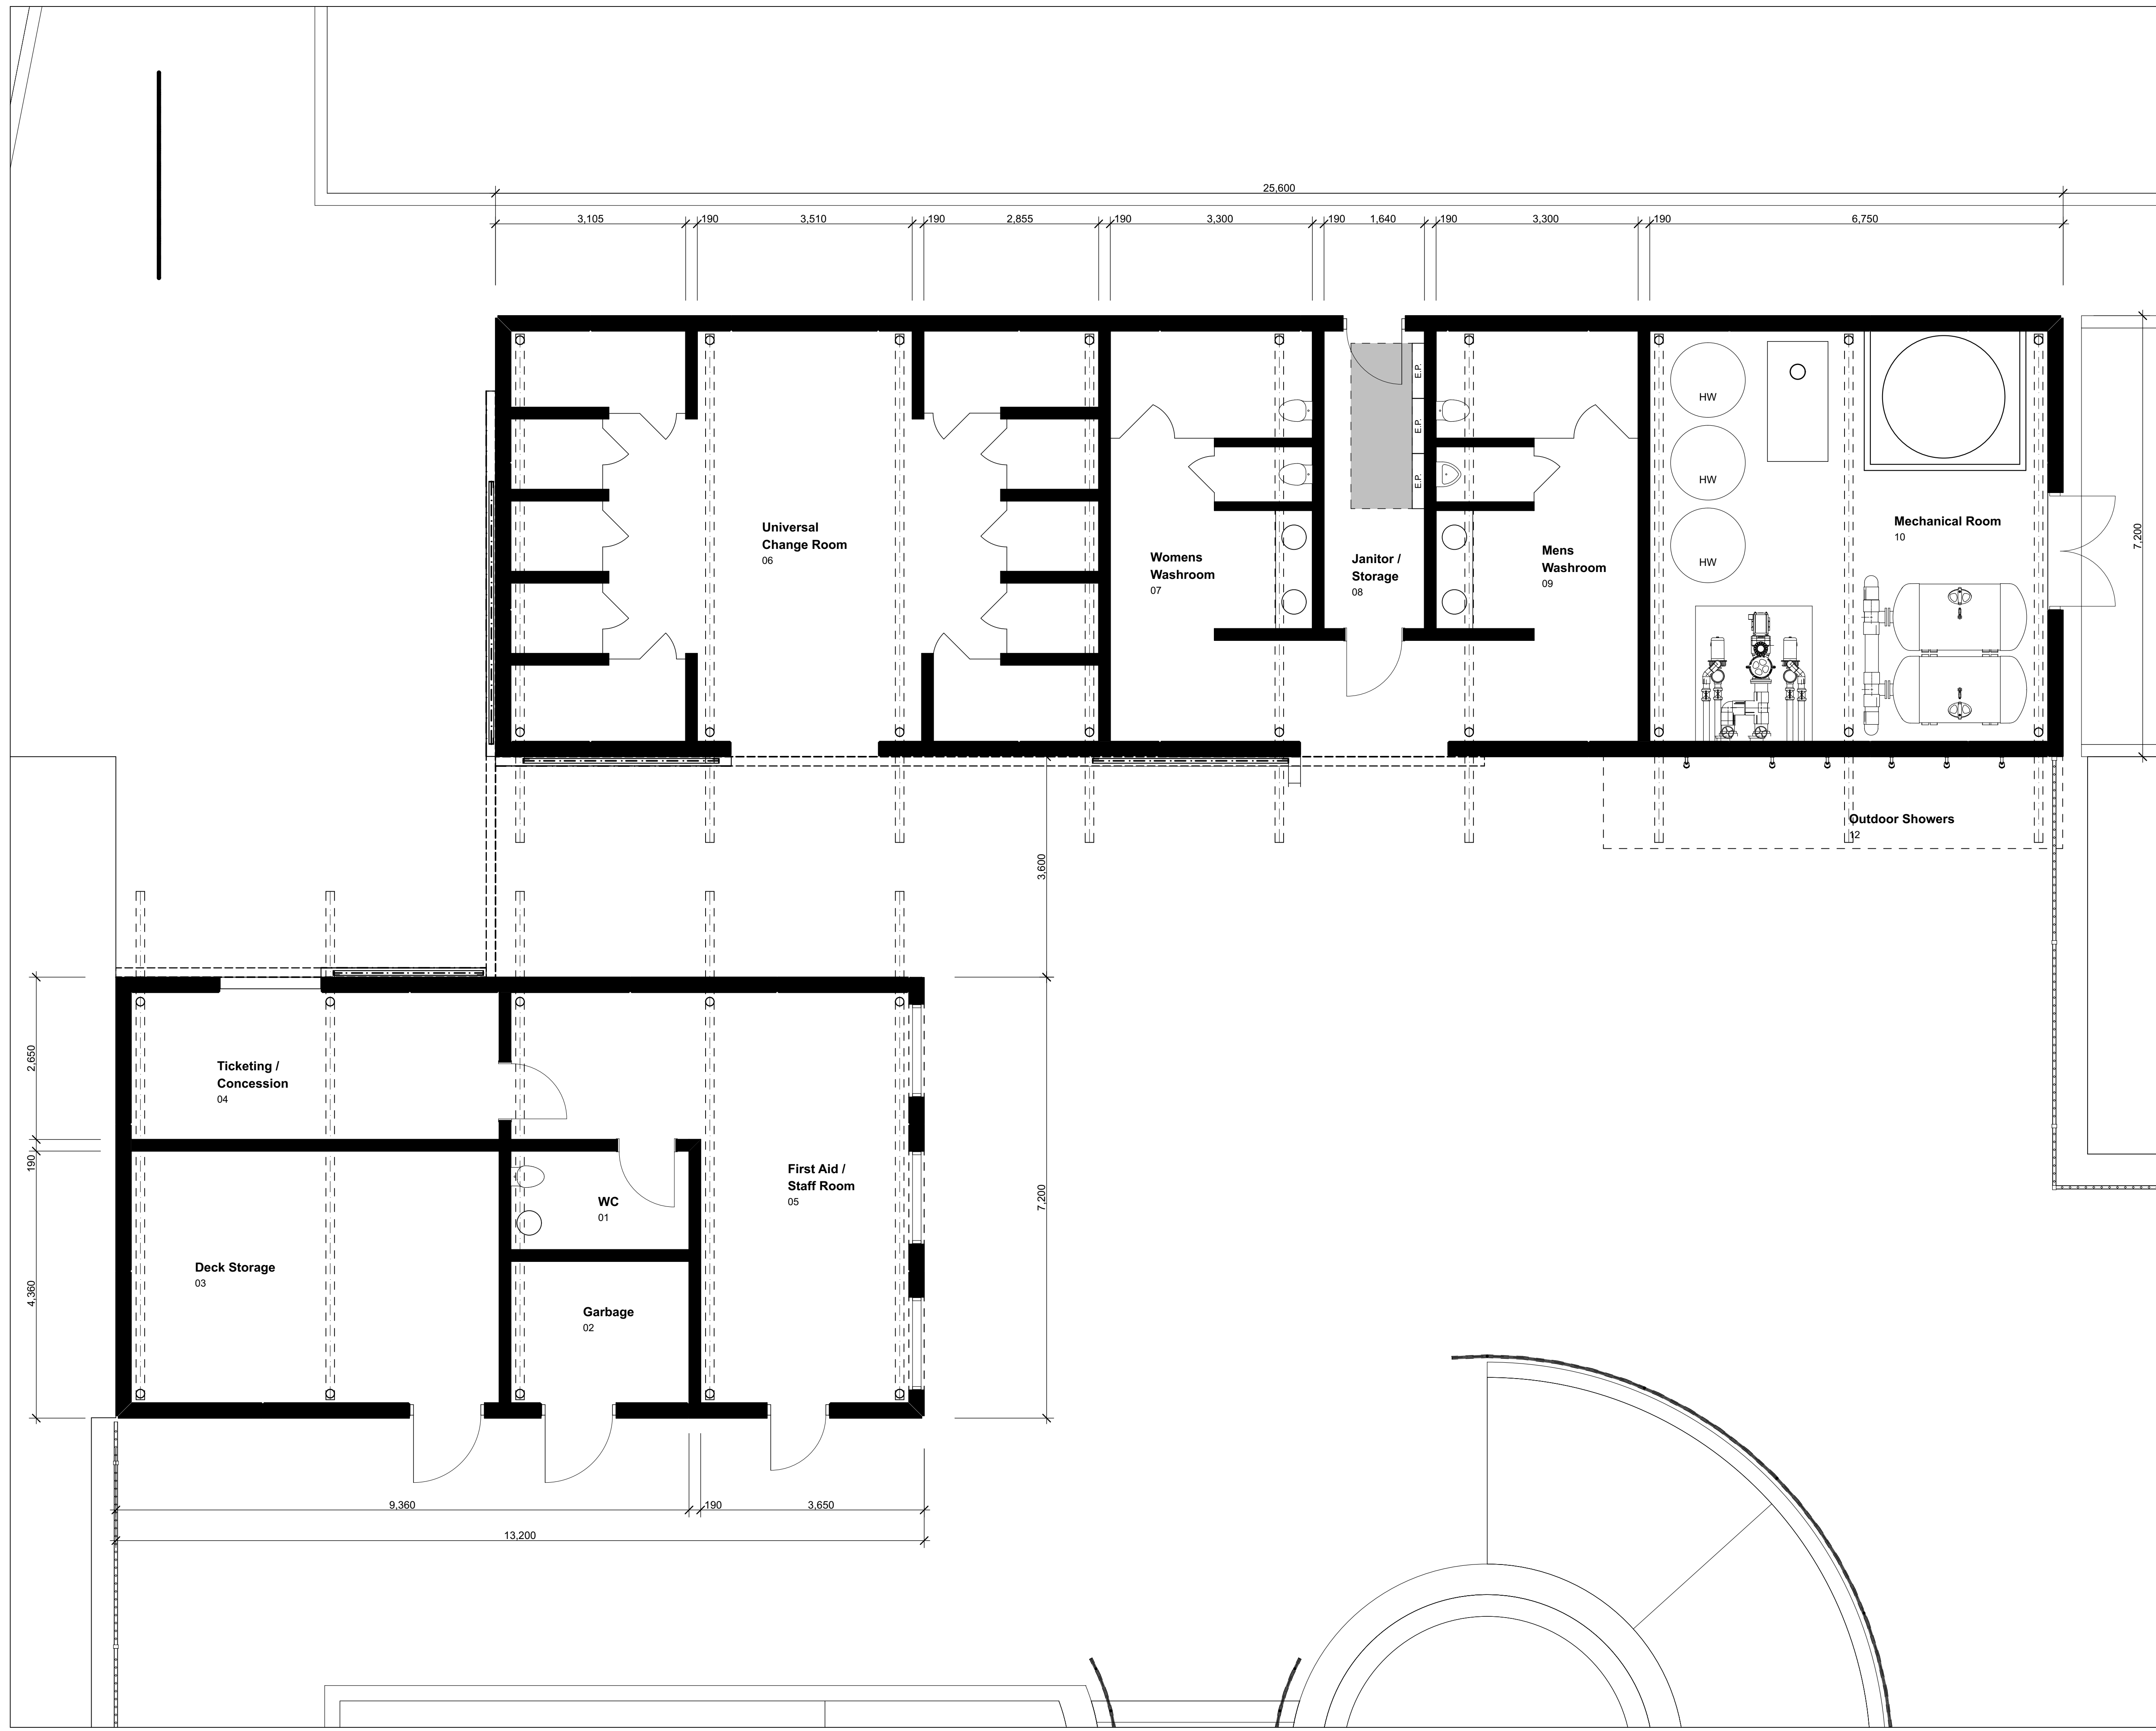 25,600
3,105
190
3,510
190
2,855
190
3,300
190
1,640
190
3,300
190
6,750
E.P.
E.P.
E.P.
HW
HW
HW
Universal
Change Room
06
Womens
Washroom
07
Janitor /
Storage
08
Mens
Washroom
09
Mechanical Room
10
7,200
Outdoor Showers
12
3,600
2,650
190
4,360
Ticketing /
Concession
04
First Aid /
Staff Room
05
WC
01
Deck Storage
03
Garbage
02
7,200
9,360
190
3,650
13,200